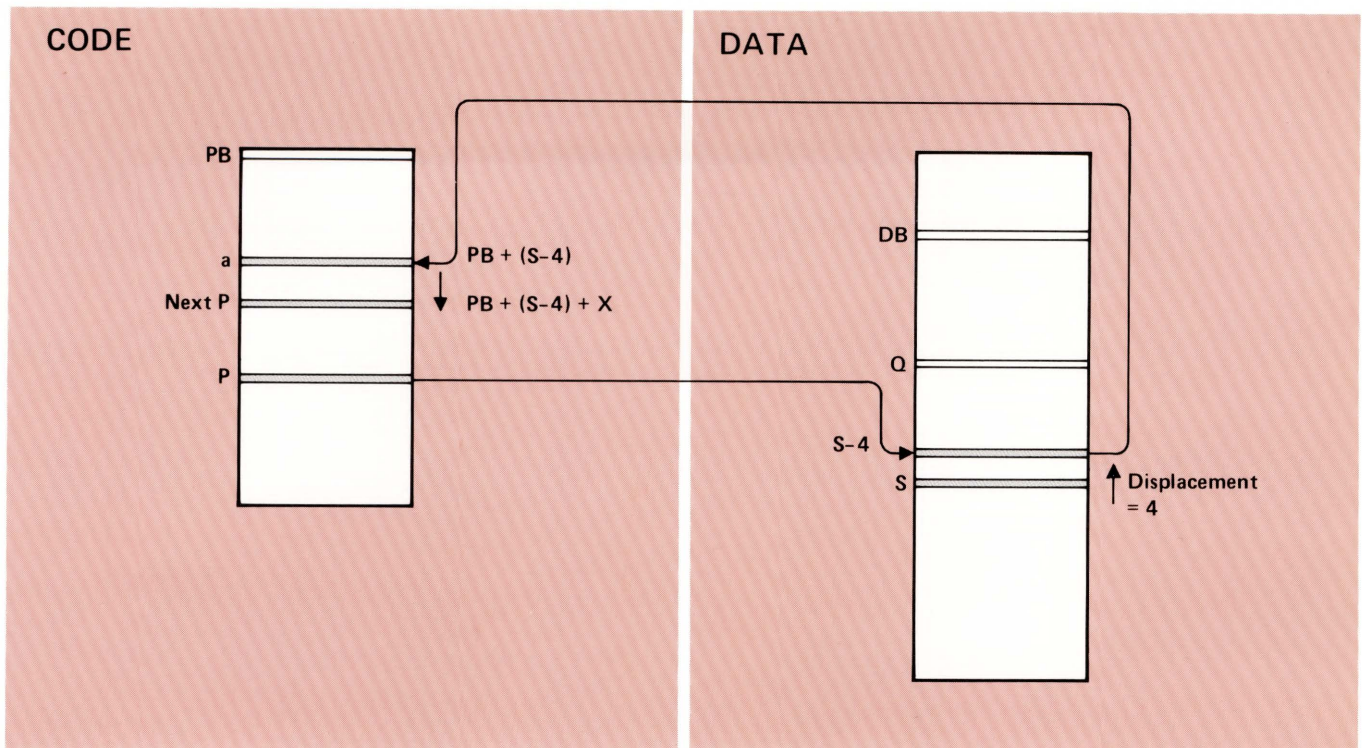 CODE
PB
a
PB + (S-4)
Next P
PB + (S-4) + X
P
DATA
DB
Q
S-4
S
Displacement
= 4